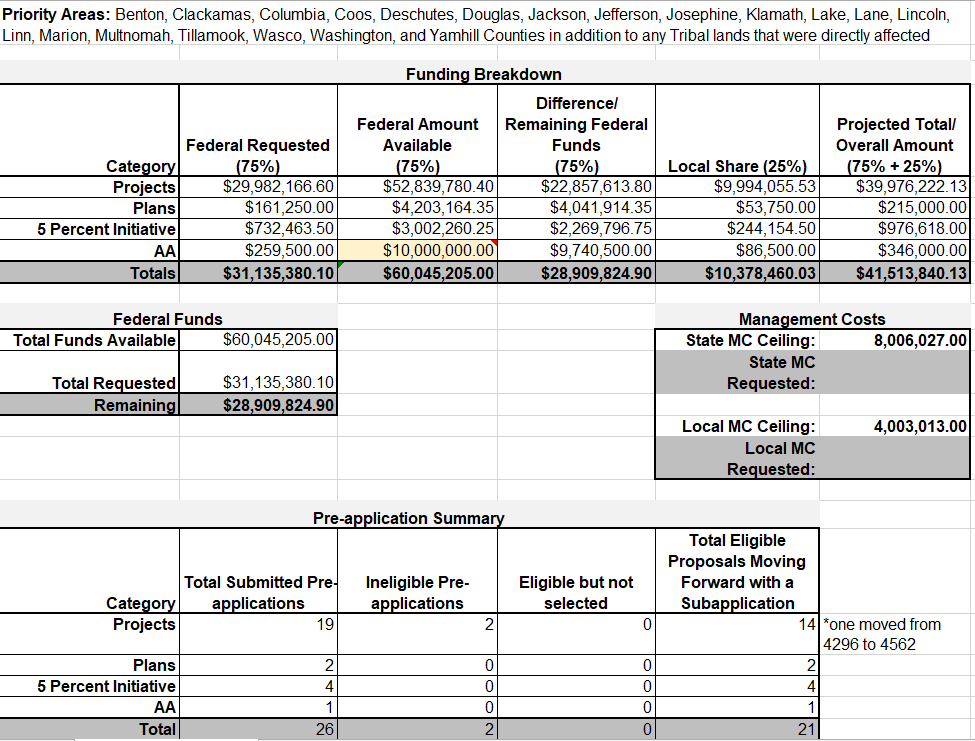 Priority Areas: Benton, Clackamas, Columbia, Coos, Deschutes, Douglas, Jackson, Jefferson, Josephine, Klamath, Lake, Lane, Lincoln,
Linn, Marion, Multnomah, Tillamook, Wasco, Washington, and Yamhill Counties in addition to any Tribal lands that were directly affected
Funding Breakdown
Category Federal Requested (75%) Federal Amount Available (75%) Difference/ Remaining Federal Funds (75%) Local Share (25%) Projected Total/ Overall Amount (75% + 25%)
Projects $29,982,166.60 $52,839,780.40 $22,857,613.80 $9,994,055.53 $39,976,222.13
Plans $161,250.00 $4,203,164.35 $4,041,914.35 $53,750.00 $215,000.00
5 Percent Initiative $732,463.50 $3,002,260.25 $2,269,796.75 $244,154.50 $976,618.00
AA $259,500.00 $10,000,000.00 $9,740,500.00 $86,500.00 $346,000.00
Totals $31,135,380.10 $60,045,205.00 $28,909,824.90 $10,378,460.03 $41,513,840.13
Federal Funds
Total Funds Available $60,045,205.00
Total Requested $31,135,380.10
Remaining $28,909,824.90
Management Costs
State MC Ceiling: 8,006,027.00
State MC
Requested:
Local MC Ceiling: 4,003,013.00
Local MC
Requested:
Pre-application Summary
Category Total Submitted Pre-applications Ineligible Pre-applications Eligible but not selected Total Eligible Proposals Moving Forward with a Subapplication
Projects 19 2 0 14 *one moved from
4296 to 4562
Plans 2 0 0 2
5 Percent Initiative 4 0 0 4
AA 1 0 0 1
Total 26 2 0 21